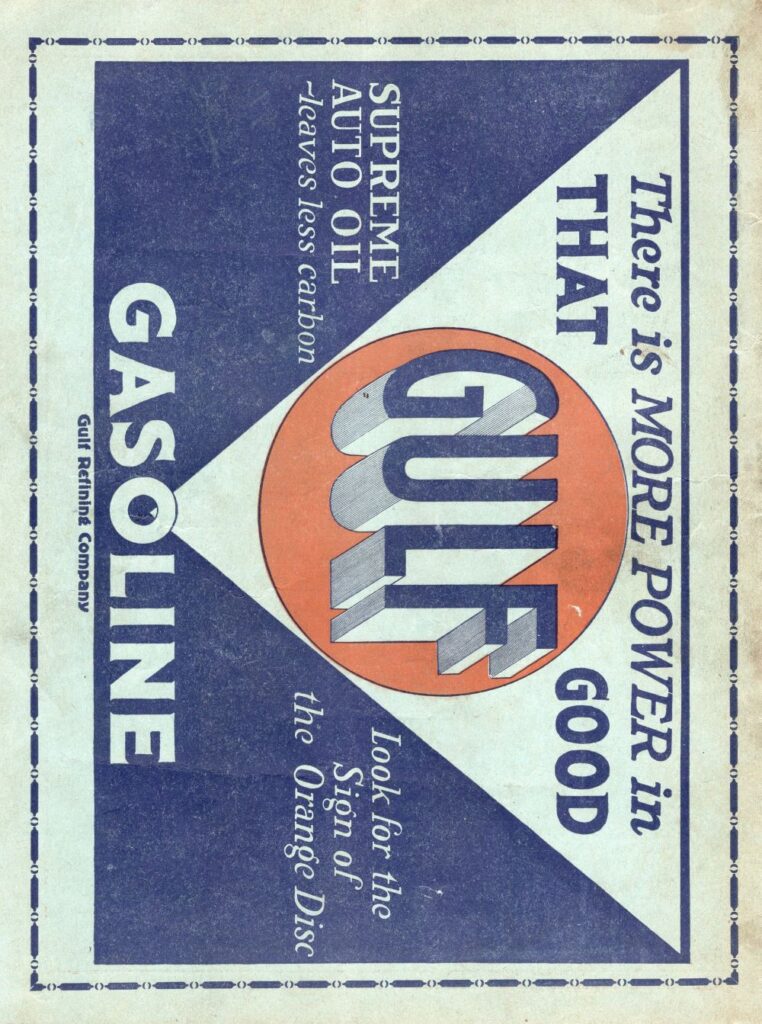 There is MORE POWER in
THAT GOOD
GULF
SUPREME
AUTO OIL
-leaves less carbon
Look for the
Sign of
the Orange Disc
GASOLINE
Gulf Refining Company